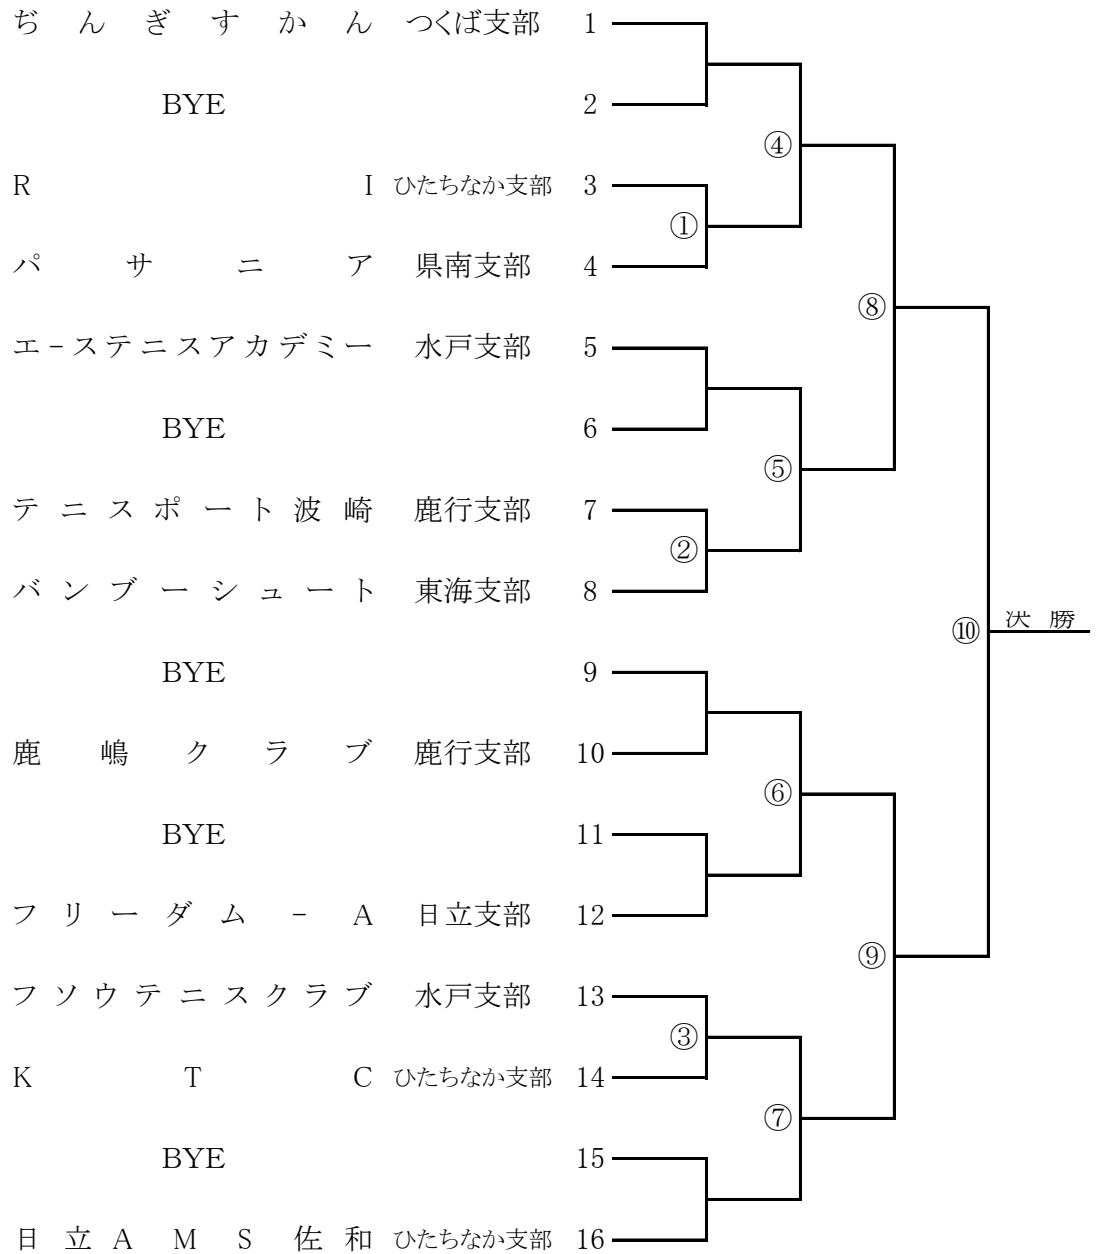 ぢんぎすかん つくば支部 1
BYE 2
④
RI ひたちなか支部 3
①
パサニア 県南支部 4
⑧
エ-ステニスアカデミー 水戸支部 5
BYE 6
⑤
テニスポート波崎 鹿行支部 7
②
バンブーシュート 東海支部 8
⑩ 決勝
BYE 9
鹿嶋クラブ 鹿行支部 10
⑥
BYE 11
フリーダム-A 日立支部 12
⑨
フソウテニスクラブ 水戸支部 13
③
KTC ひたちなか支部 14
⑦
BYE 15
日立AMS佐和 ひたちなか支部 16